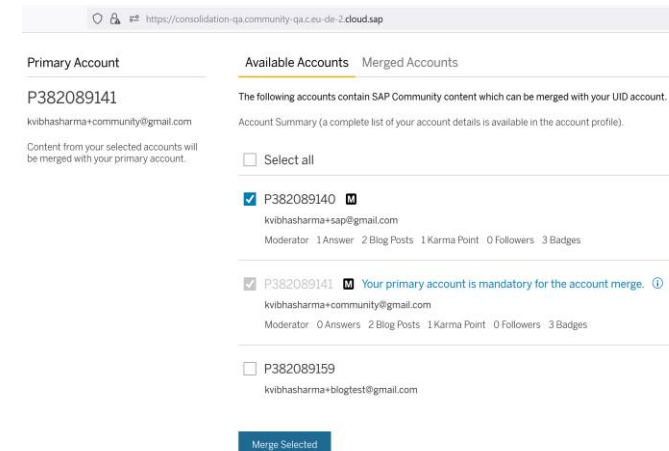 https://consolidation-qa.community-qa.c.eu-de-2.cloud.sap
Primary Account
P382089141
kvibhasharma+community@gmail.com
Content from your selected accounts will
be merged with your primary account.
Available Accounts Merged Accounts
The following accounts contain SAP Community content which can be merged with your UID account.
Account Summary (a complete list of your account details is available in the account profile).
Select all
P382089140 M
kvibhasharma+sap@gmail.com
Moderator 1 Answer 2 Blog Posts 1 Karma Point 0 Followers 3 Badges
P382089141 M Your primary account is mandatory for the account merge.
kvibhasharma+community@gmail.com
Moderator 0 Answers 2 Blog Posts 1 Karma Point 0 Followers 3 Badges
P382089159
kvibhasharma+blogtest@gmail.com
Merge Selected